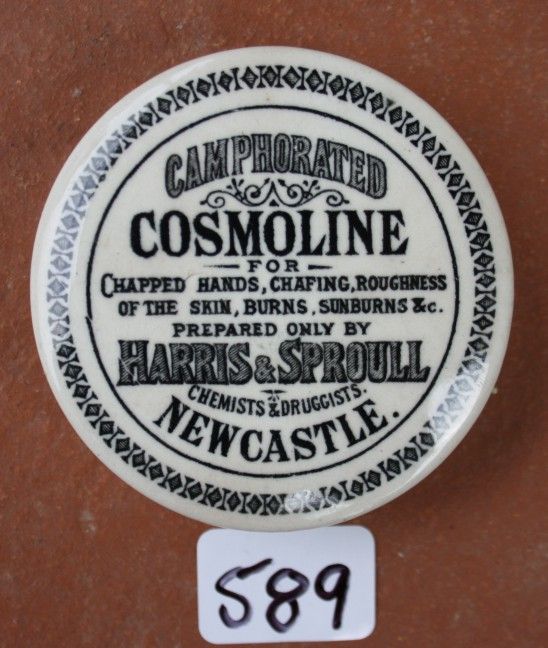 CAMPHORATED
COSMOLINE
FOR
CHAPPED HANDS, CHAFING, ROUGHNESS
OF THE SKIN, BURNS, SUNBURNS &c.
PREPARED ONLY BY
HARRIS & SPROULL
CHEMISTS & DRUGGISTS.
NEWCASTLE.
589